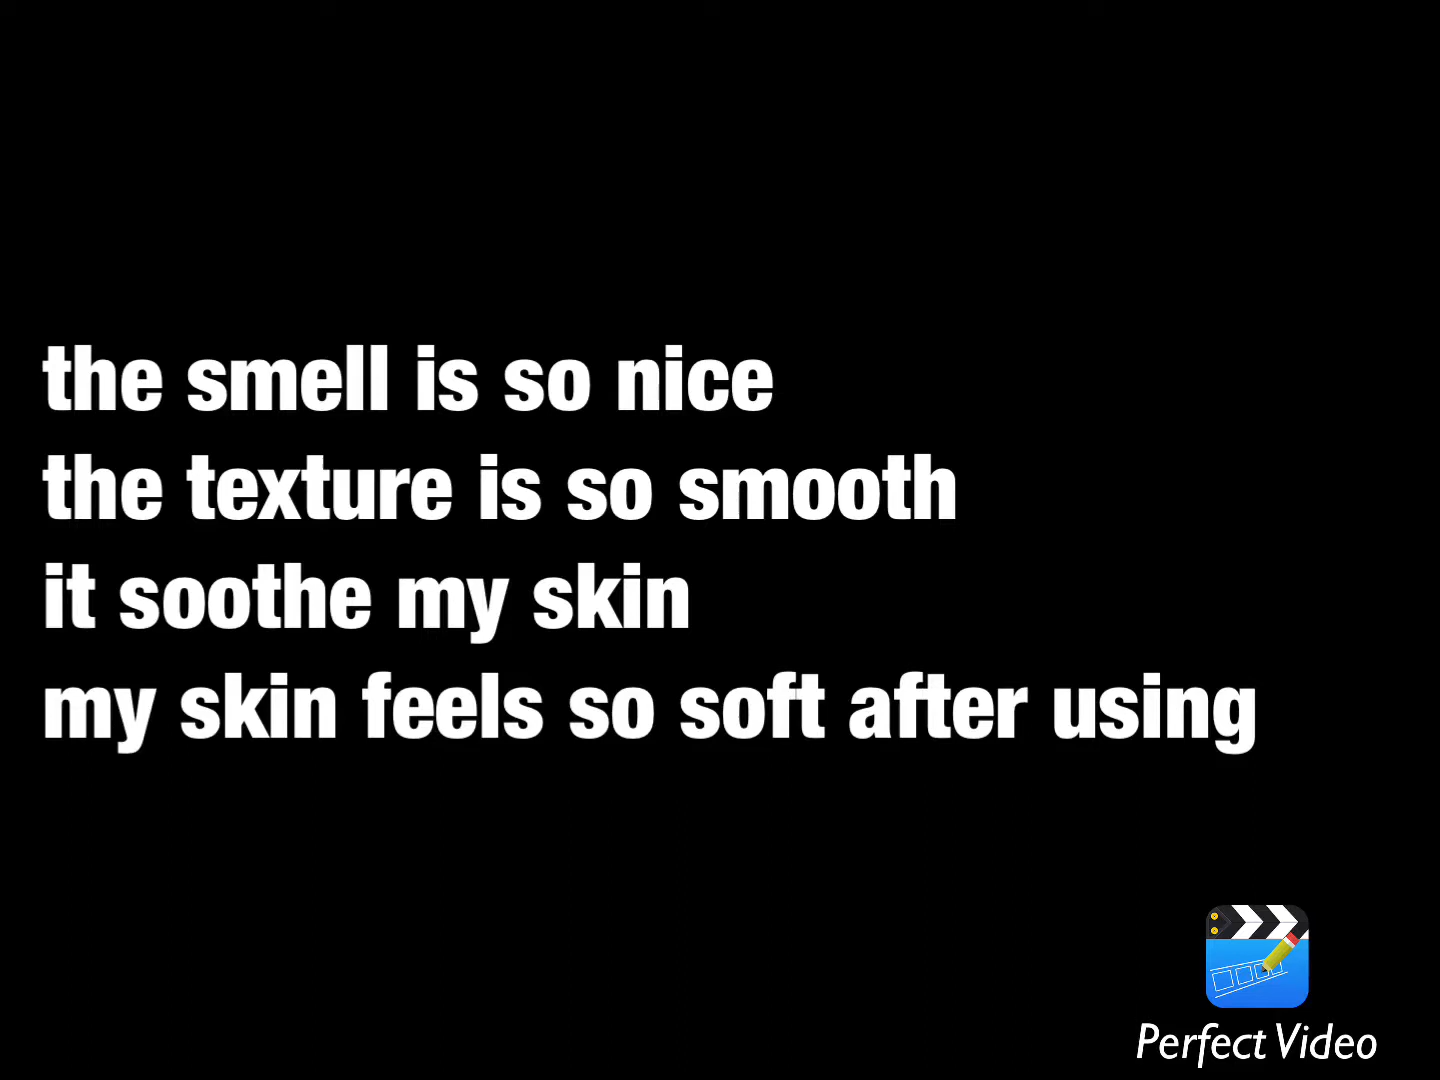 the smell is so nice
the texture is so smooth
it soothe my skin
my skin feels so soft after using
Perfect Video